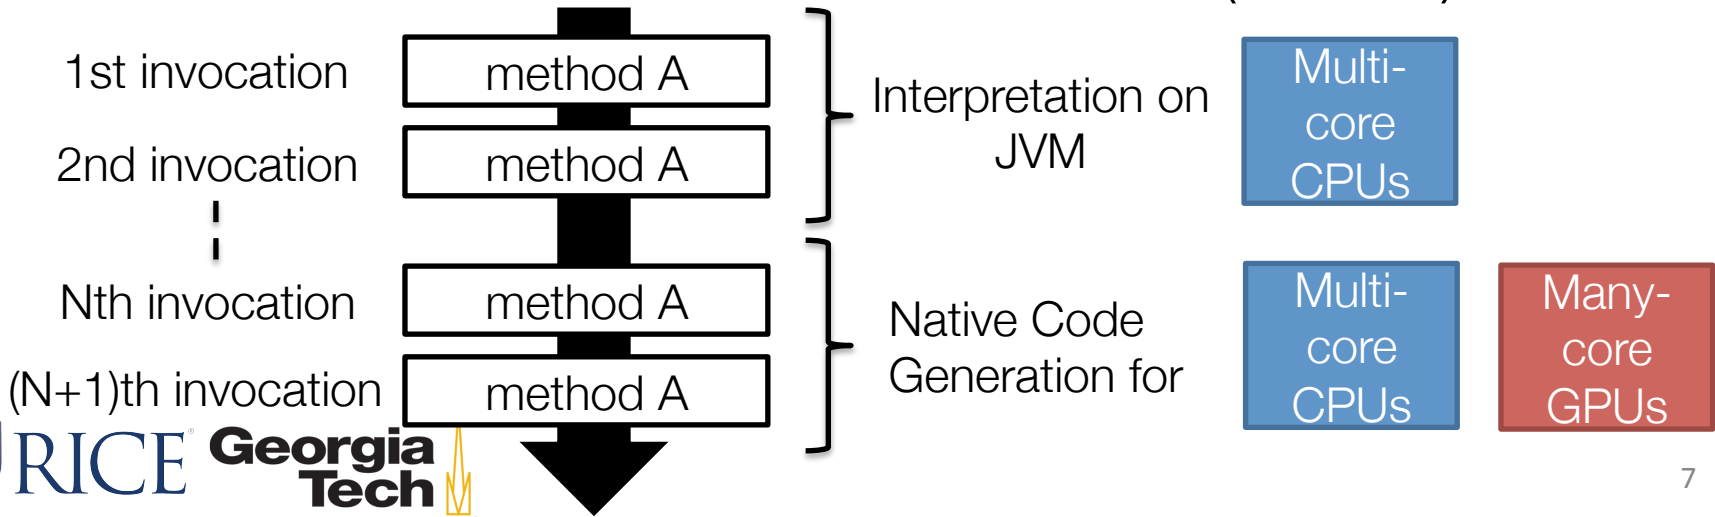 1st invocation
method A
2nd invocation
method A
Interpretation on
JVM
Multi-
core
CPUs
Nth invocation
method A
(N+1)th invocation
method A
Native Code
Generation for
Multi-
core
CPUs
Many-
core
GPUs
RICE
Georgia
Tech
7